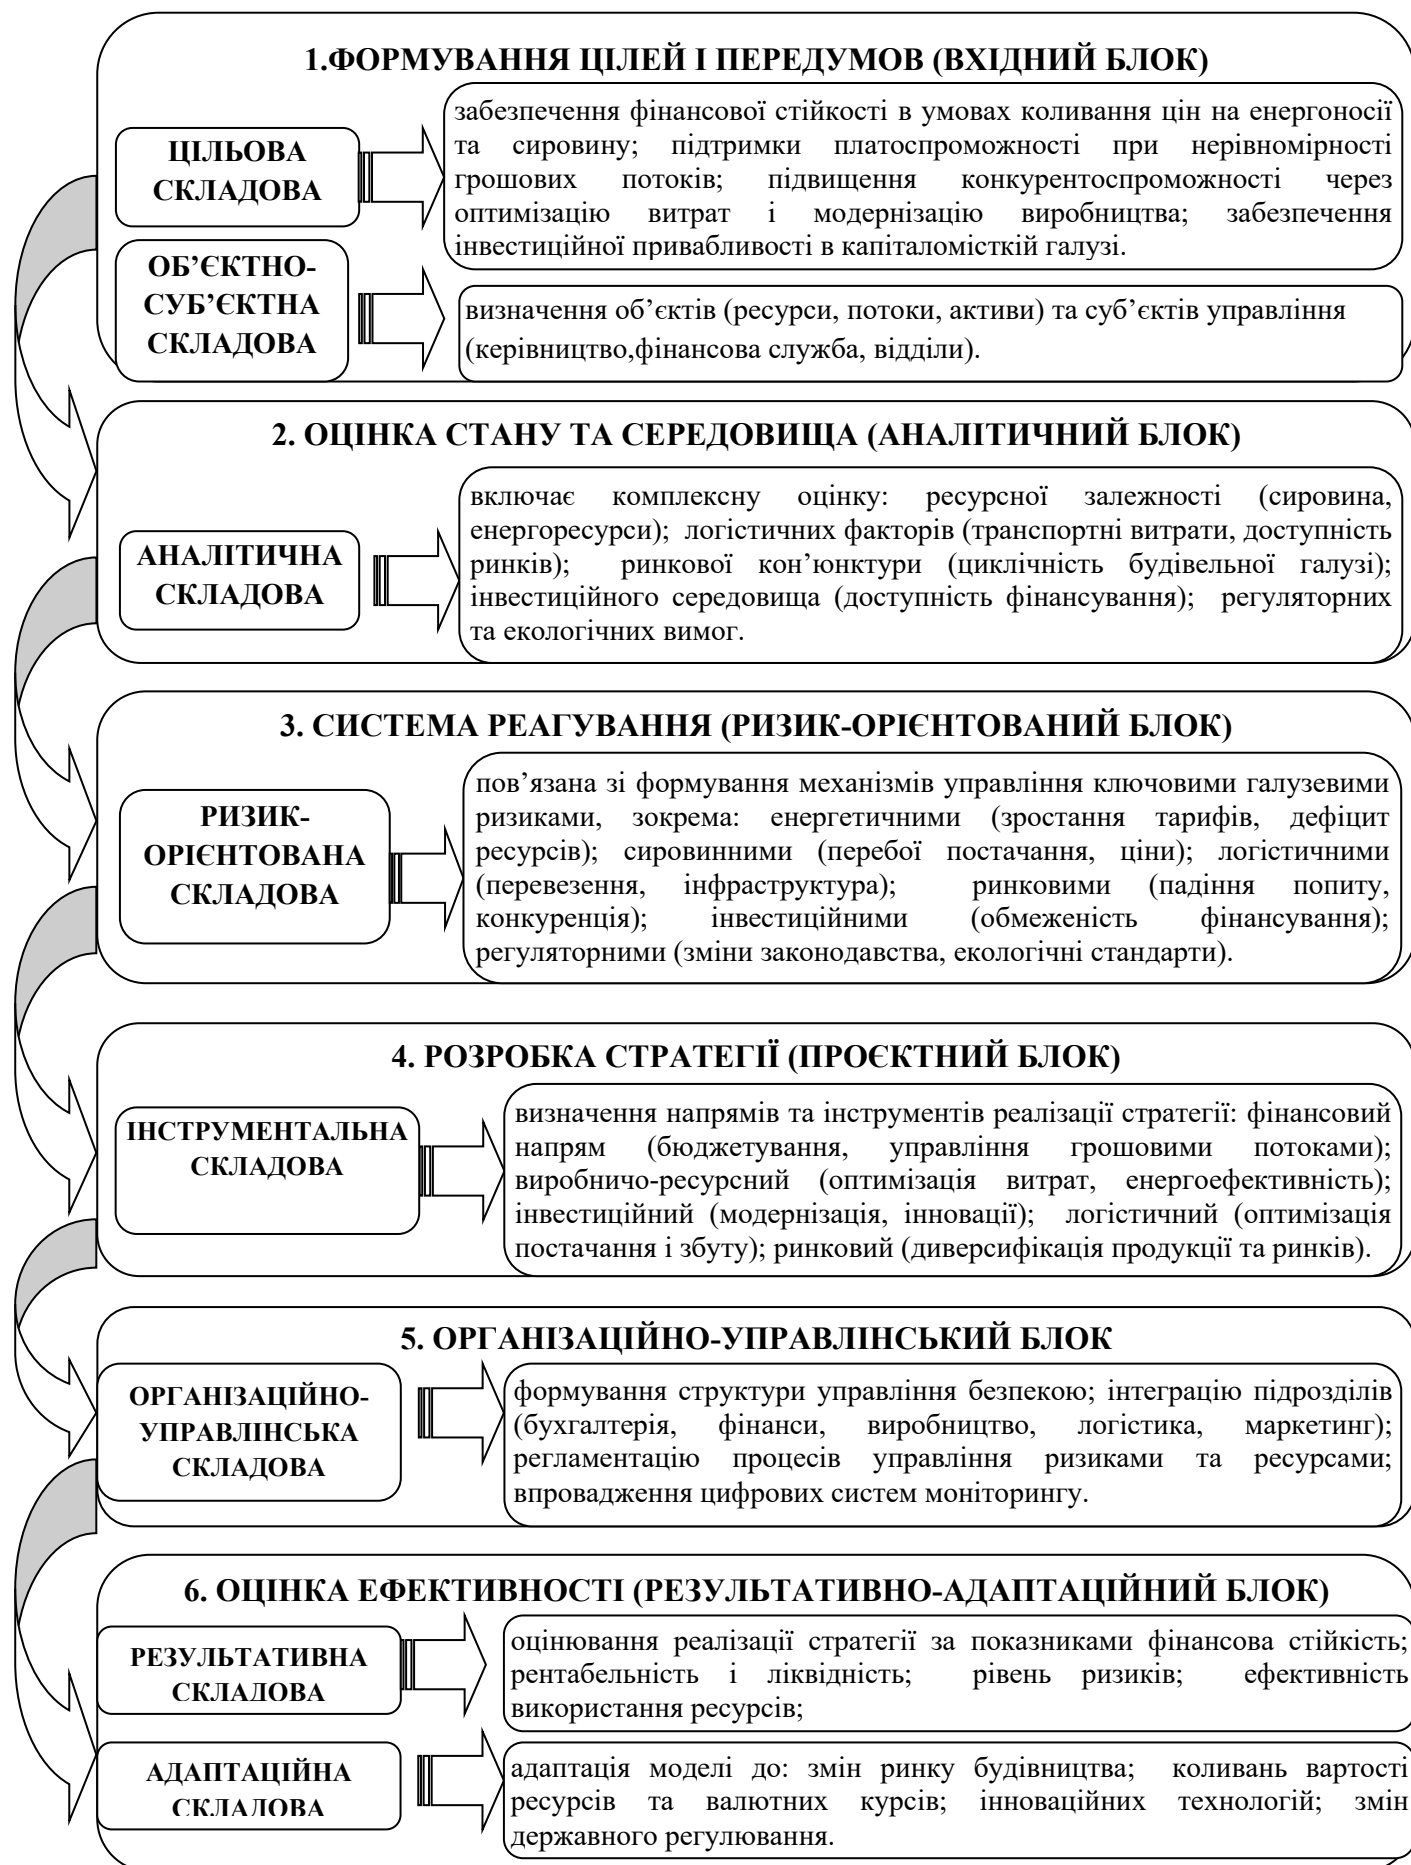 1.ФОРМУВАННЯ ЦІЛЕЙ І ПЕРЕДУМОВ (ВХІДНИЙ БЛОК)
ЦІЛЬОВА
СКЛАДОВА
забезпечення фінансової стійкості в умовах коливання цін на енергоносії
та сировину; підтримки платоспроможності при нерівномірності
грошових потоків; підвищення конкурентоспроможності через
оптимізацію витрат і модернізацію виробництва; забезпечення
інвестиційної привабливості в капіталомісткій галузі.
ОБ’ЄКТНО-
СУБ’ЄКТНА
СКЛАДОВА
визначення об’єктів (ресурси, потоки, активи) та суб’єктів управління
(керівництво,фінансова служба, відділи).
2. ОЦІНКА СТАНУ ТА СЕРЕДОВИЩА (АНАЛІТИЧНИЙ БЛОК)
АНАЛІТИЧНА
СКЛАДОВА
включає комплексну оцінку: ресурсної залежності (сировина,
енергоресурси); логістичних факторів (транспортні витрати, доступність
ринків); ринкової кон’юнктури (циклічність будівельної галузі);
інвестиційного середовища (доступність фінансування); регуляторних
та екологічних вимог.
3. СИСТЕМА РЕАГУВАННЯ (РИЗИК-ОРІЄНТОВАНИЙ БЛОК)
РИЗИК-
ОРІЄНТОВАНА
СКЛАДОВА
пов’язана зі формування механізмів управління ключовими галузевими
ризиками, зокрема: енергетичними (зростання тарифів, дефіцит
ресурсів); сировинними (перебої постачання, ціни); логістичними
(перевезення, інфраструктура); ринковими (падіння попиту,
конкуренція); інвестиційними (обмеженість фінансування);
регуляторними (зміни законодавства, екологічні стандарти).
4. РОЗРОБКА СТРАТЕГІЇ (ПРОЄКТНИЙ БЛОК)
ІНСТРУМЕНТАЛЬНА
СКЛАДОВА
визначення напрямів та інструментів реалізації стратегії: фінансовий
напрям (бюджетування, управління грошовими потоками);
виробничо-ресурсний (оптимізація витрат, енергоефективність);
інвестиційний (модернізація, інновації); логістичний (оптимізація
постачання і збуту); ринковий (диверсифікація продукції та ринків).
5. ОРГАНІЗАЦІЙНО-УПРАВЛІНСЬКИЙ БЛОК
ОРГАНІЗАЦІЙНО-
УПРАВЛІНСЬКА
СКЛАДОВА
формування структури управління безпекою; інтеграцію підрозділів
(бухгалтерія, фінанси, виробництво, логістика, маркетинг);
регламентацію процесів управління ризиками та ресурсами;
впровадження цифрових систем моніторингу.
6. ОЦІНКА ЕФЕКТИВНОСТІ (РЕЗУЛЬТАТИВНО-АДАПТАЦІЙНИЙ БЛОК)
РЕЗУЛЬТАТИВНА
СКЛАДОВА
оцінювання реалізації стратегії за показниками фінансова стійкість;
рентабельність і ліквідність; рівень ризиків; ефективність
використання ресурсів;
АДАПТАЦІЙНА
СКЛАДОВА
адаптація моделі до: змін ринку будівництва; коливань вартості
ресурсів та валютних курсів; інноваційних технологій; змін
державного регулювання.